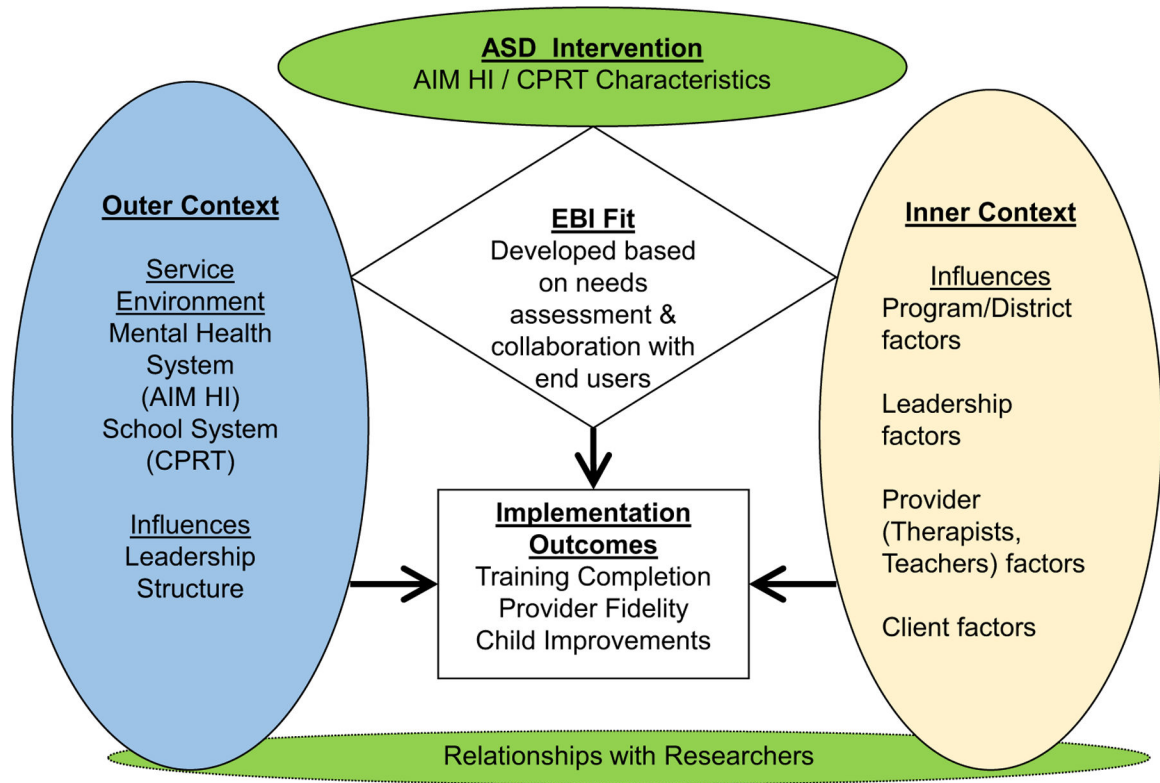 ASD Intervention
AIM HI / CPRT Characteristics
Outer Context
Service
Environment
Mental Health
System
(AIM HI)
School System
(CPRT)
Influences
Leadership
Structure
EBI Fit
Developed based
on needs
assessment &
collaboration with
end users
Implementation
Outcomes
Training Completion
Provider Fidelity
Child Improvements
Inner Context
Influences
Program/District
factors
Leadership
factors
Provider
(Therapists,
Teachers) factors
Client factors
Relationships with Researchers